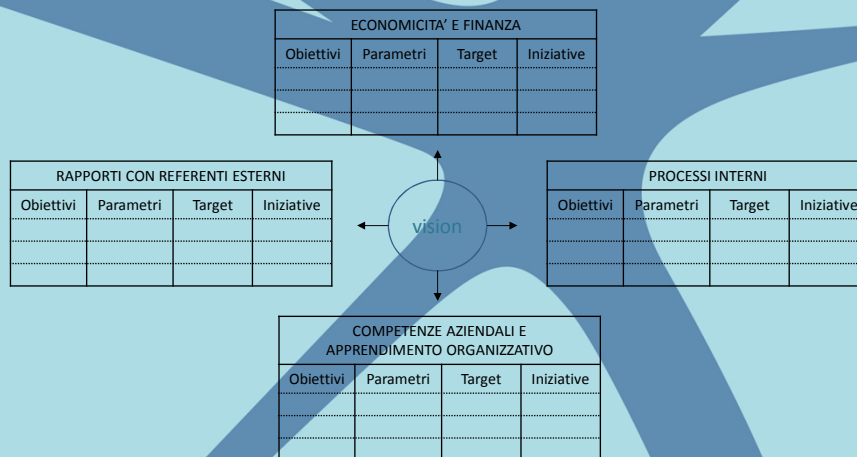 ECONOMICITA’ E FINANZA
Obiettivi Parametri Target Iniziative
RAPPORTI CON REFERENTI ESTERNI
Obiettivi Parametri Target Iniziative
vision
PROCESSI INTERNI
Obiettivi Parametri Target Iniziative
COMPETENZE AZIENDALI E
APPRENDIMENTO ORGANIZZATIVO
Obiettivi Parametri Target Iniziative